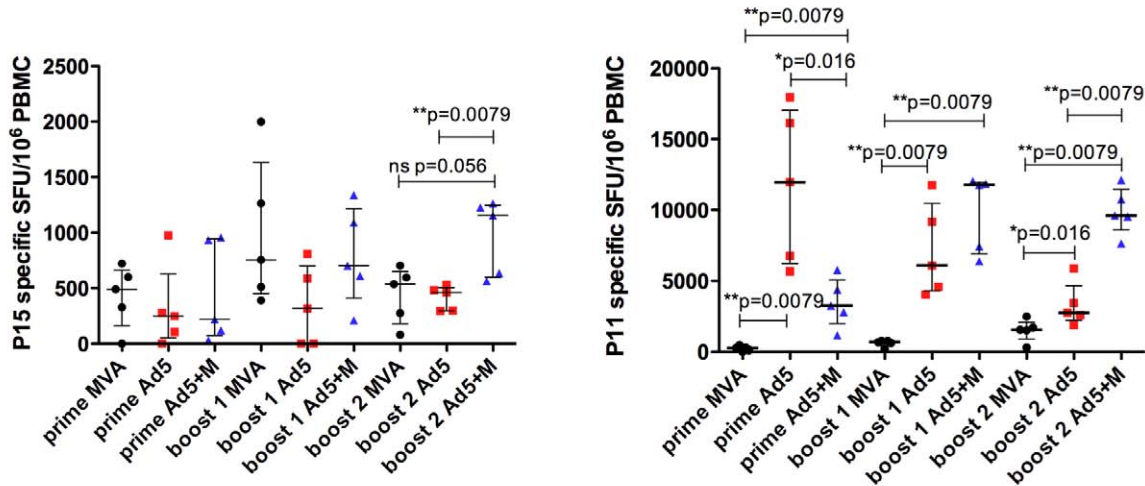 P15 specific SFU/10⁶ PBMC
2500
2000
1500
1000
500
0
**p=0.0079
ns p=0.056
prime MVA
prime Ad5
prime Ad5+M
boost 1 MVA
boost 1 Ad5
boost 1 Ad5+M
boost 2 MVA
boost 2 Ad5
boost 2 Ad5+M
P11 specific SFU/10⁶ PBMC
20000
15000
10000
5000
0
**p=0.0079
*p=0.016
**p=0.0079
**p=0.0079
**p=0.0079
**p=0.0079
**p=0.0079
*p=0.016
prime MVA
prime Ad5
prime Ad5+M
boost 1 MVA
boost 1 Ad5
boost 1 Ad5+M
boost 2 MVA
boost 2 Ad5
boost 2 Ad5+M